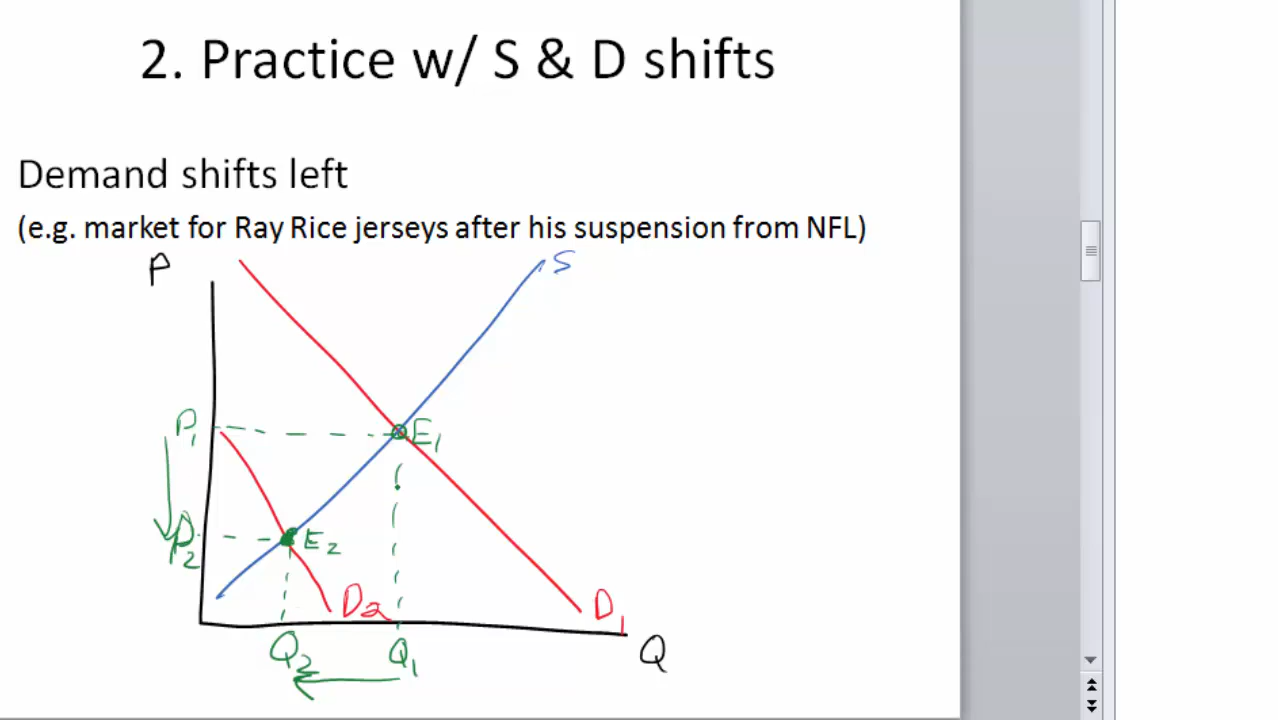 2. Practice w/ S & D shifts
Demand shifts left
(e.g. market for Ray Rice jerseys after his suspension from NFL)
P
S
P1
E1
P2
E2
D2
D1
Q2
Q1
Q